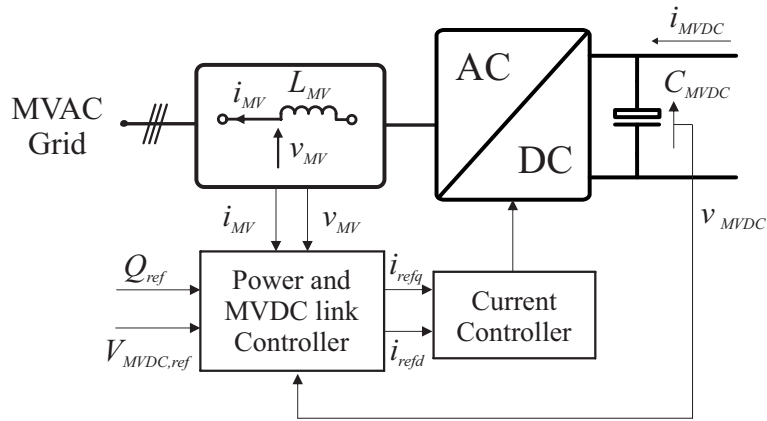 i_MVDC
AC
DC
C_MVDC
L_MV
i_MV
v_MV
MVAC
Grid
v_MVDC
i_MV
v_MV
Q_ref
V_MVDC,ref
Power and
MVDC link
Controller
i_refq
i_refd
Current
Controller